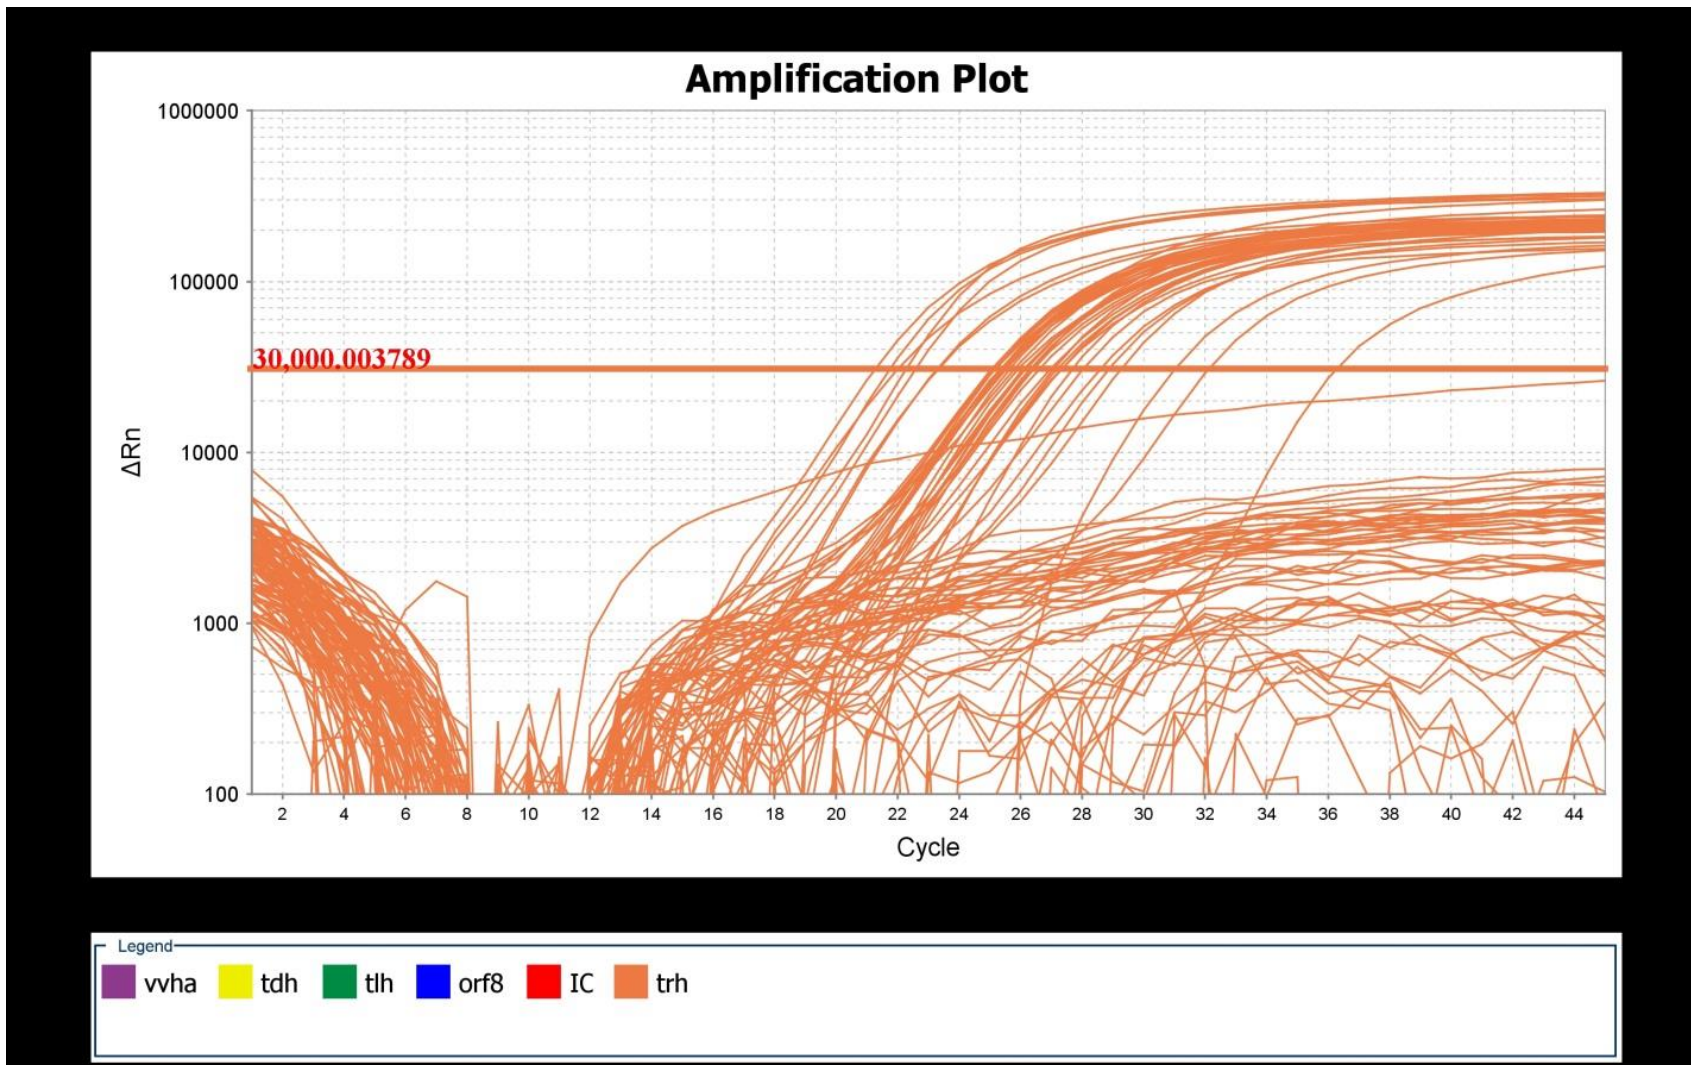 Amplification Plot
1000000
100000
30,000.003789
10000
1000
100
ΔRn
2 4 6 8 10 12 14 16 18 20 22 24 26 28 30 32 34 36 38 40 42 44
Cycle
Legend
vvha tdh tlh orf8 IC trh